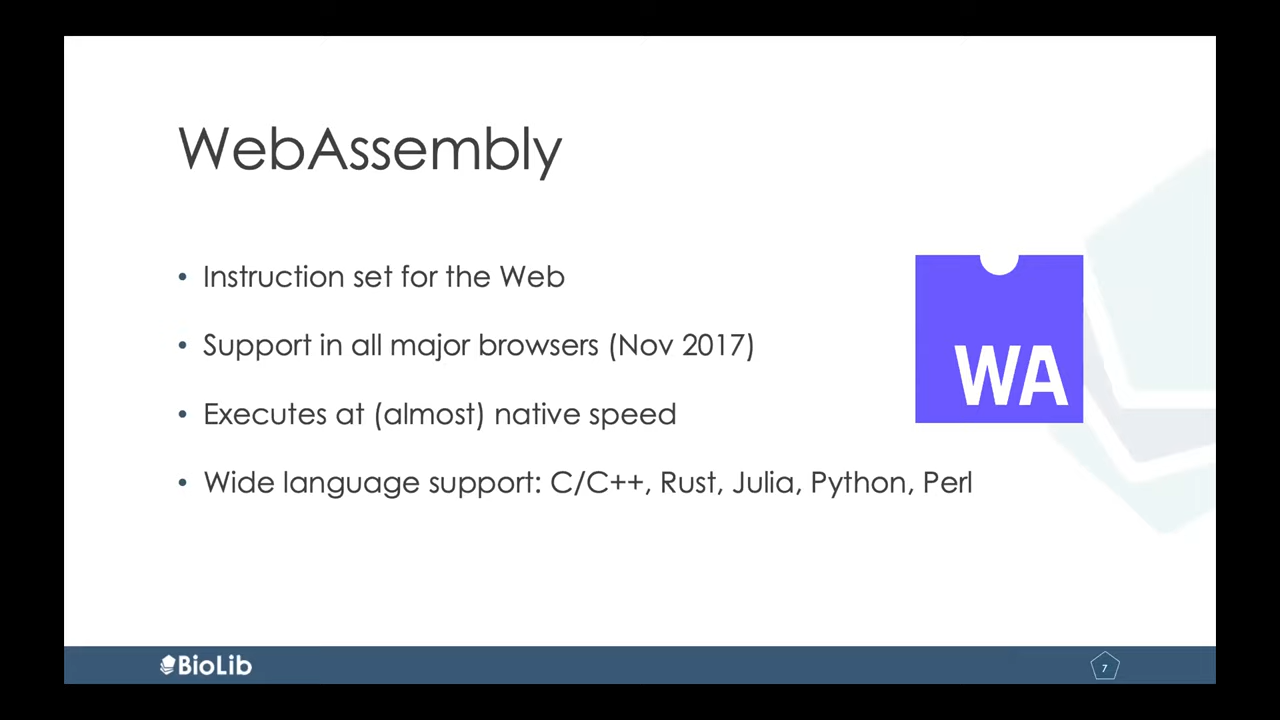 WebAssembly
• Instruction set for the Web
• Support in all major browsers (Nov 2017)
• Executes at (almost) native speed
• Wide language support: C/C++, Rust, Julia, Python, Perl
WA
BioLib
7